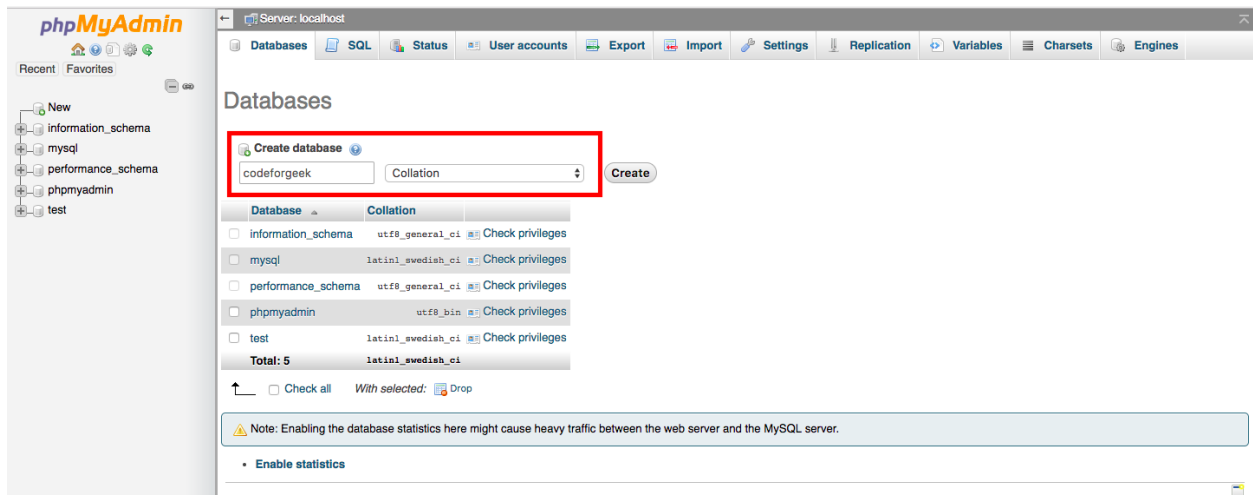 phpMyAdmin
Recent Favorites
New
information_schema
mysql
performance_schema
phpmyadmin
test
Server: localhost
Databases SQL Status User accounts Export Import Settings Replication Variables Charsets Engines
Databases
Create database
codeforgeek Collation Create
Database Collation
information_schema utf8_general_ci Check privileges
mysql latin1_swedish_ci Check privileges
performance_schema utf8_general_ci Check privileges
phpmyadmin utf8_bin Check privileges
test latin1_swedish_ci Check privileges
Total: 5 latin1_swedish_ci
Check all With selected: Drop
Note: Enabling the database statistics here might cause heavy traffic between the web server and the MySQL server.
• Enable statistics